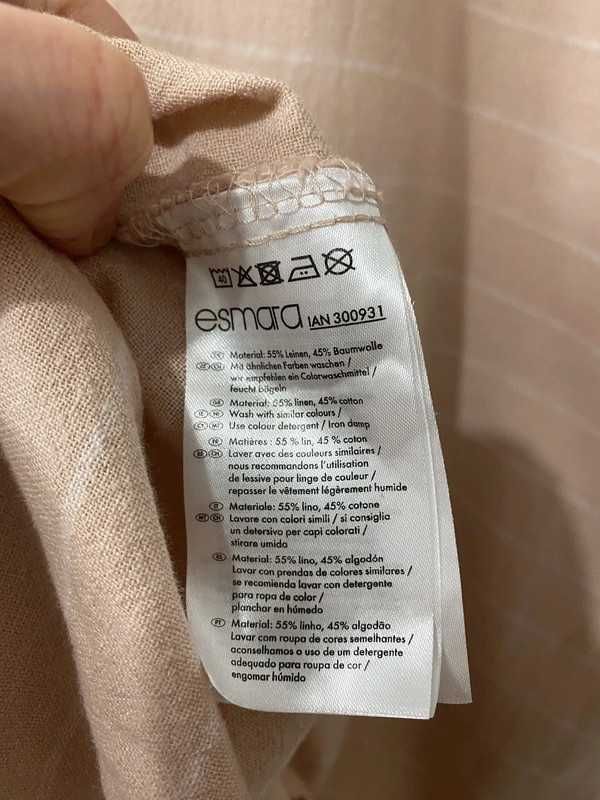 40
esmara IAN 300931
Material: 55% Leinen, 45% Baumwolle
Mit ähnlichen Farben waschen /
wir empfehlen ein Colorwaschmittel /
feucht bügeln
Material: 55% linen, 45% cotton
Wash with similar colours /
Use colour detergent / Iron damp
Matières : 55 % lin, 45 % coton
Laver avec des couleurs similaires /
nous recommandons l'utilisation
de lessive pour linge de couleur /
repasser le vêtement légèrement humide
IT Materiale: 55% lino, 45% cotone
MT CH Lavare con colori simili / si consiglia
un detersivo per capi colorati /
stirare umido
ES Material: 55% lino, 45% algodón
Lavar con prendas de colores similares /
se recomienda lavar con detergente
para ropa de color /
planchar en húmedo
PT Material: 55% linho, 45% algodão
Lavar com roupa de cores semelhantes /
aconselhamos o uso de um detergente
adequado para roupa de cor /
engomar húmido